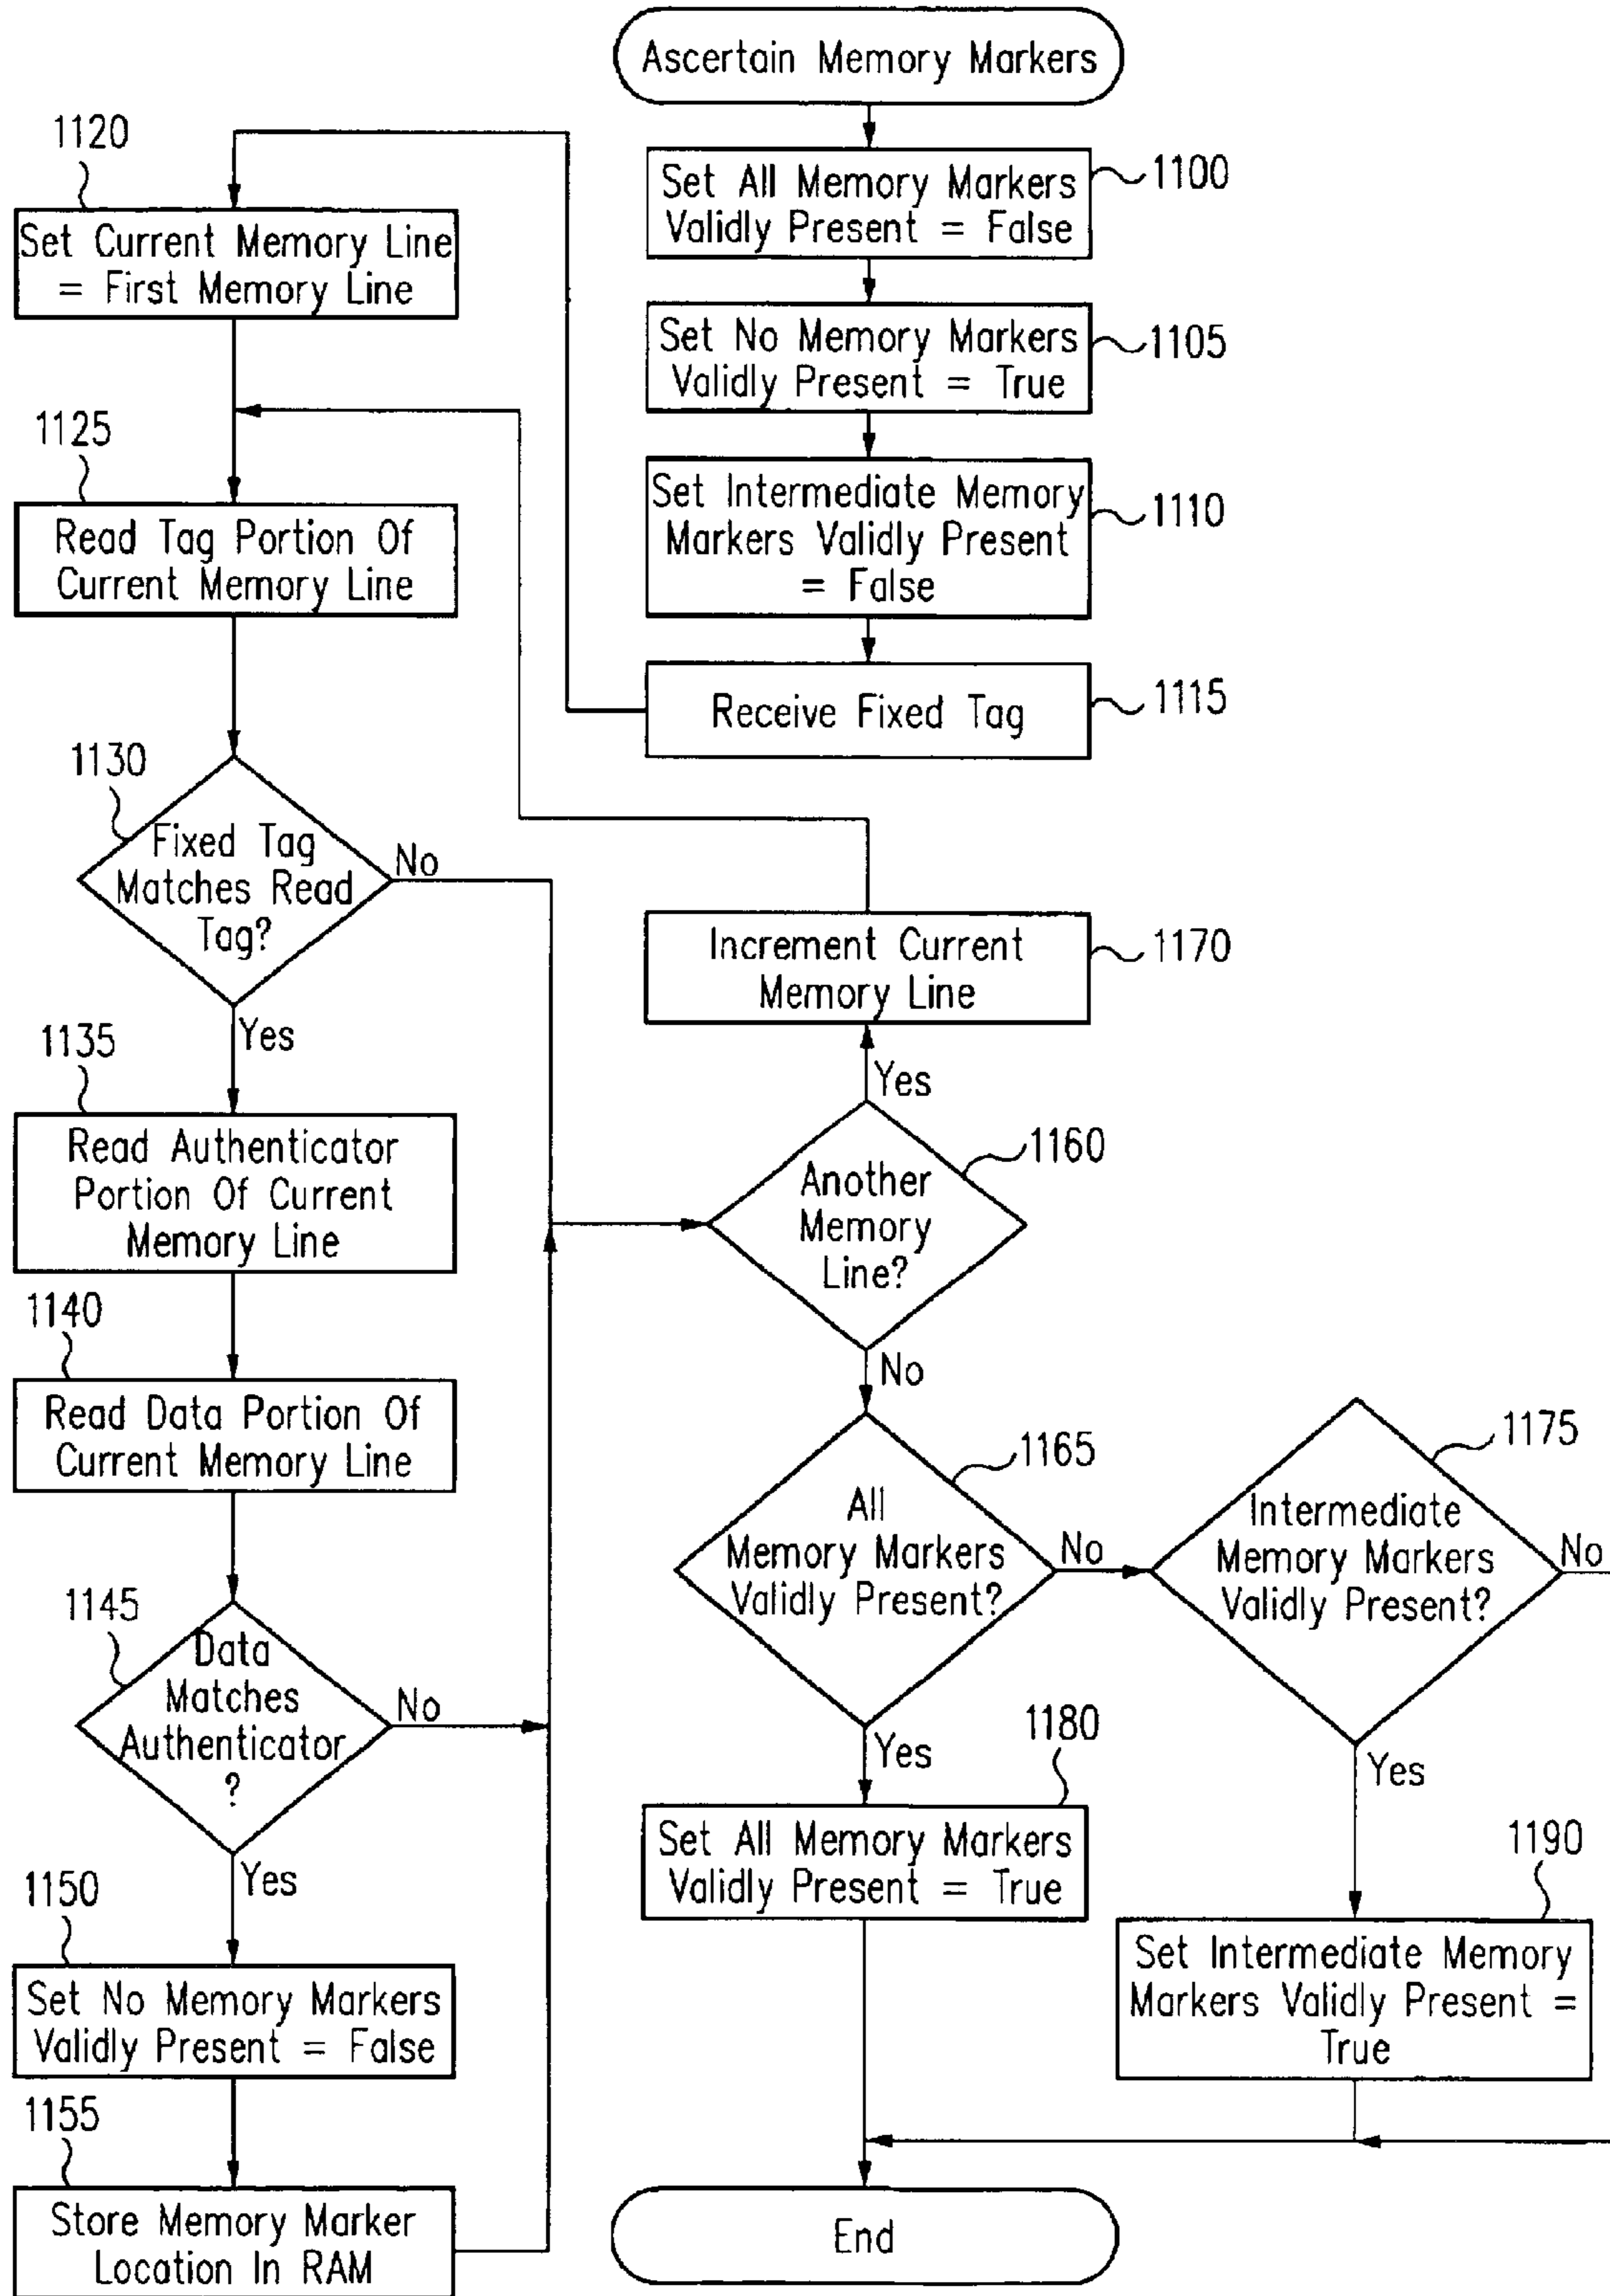 Ascertain Memory Markers
Set All Memory Markers
Validly Present = False
1100
Set No Memory Markers
Validly Present = True
1105
Set Intermediate Memory
Markers Validly Present
= False
1110
Receive Fixed Tag
1115
1120
Set Current Memory Line
= First Memory Line
1125
Read Tag Portion Of
Current Memory Line
1130
Fixed Tag
Matches Read
Tag?
No
Yes
1135
Read Authenticator
Portion Of Current
Memory Line
1140
Read Data Portion Of
Current Memory Line
1145
Data
Matches
Authenticator
?
No
Yes
1150
Set No Memory Markers
Validly Present = False
1155
Store Memory Marker
Location In RAM
Increment Current
Memory Line
1170
Yes
1160
Another
Memory
Line?
No
1165
All
Memory Markers
Validly Present?
No
Yes
1175
Intermediate
Memory Markers
Validly Present?
No
Yes
1180
Set All Memory Markers
Validly Present = True
1190
Set Intermediate Memory
Markers Validly Present =
True
End